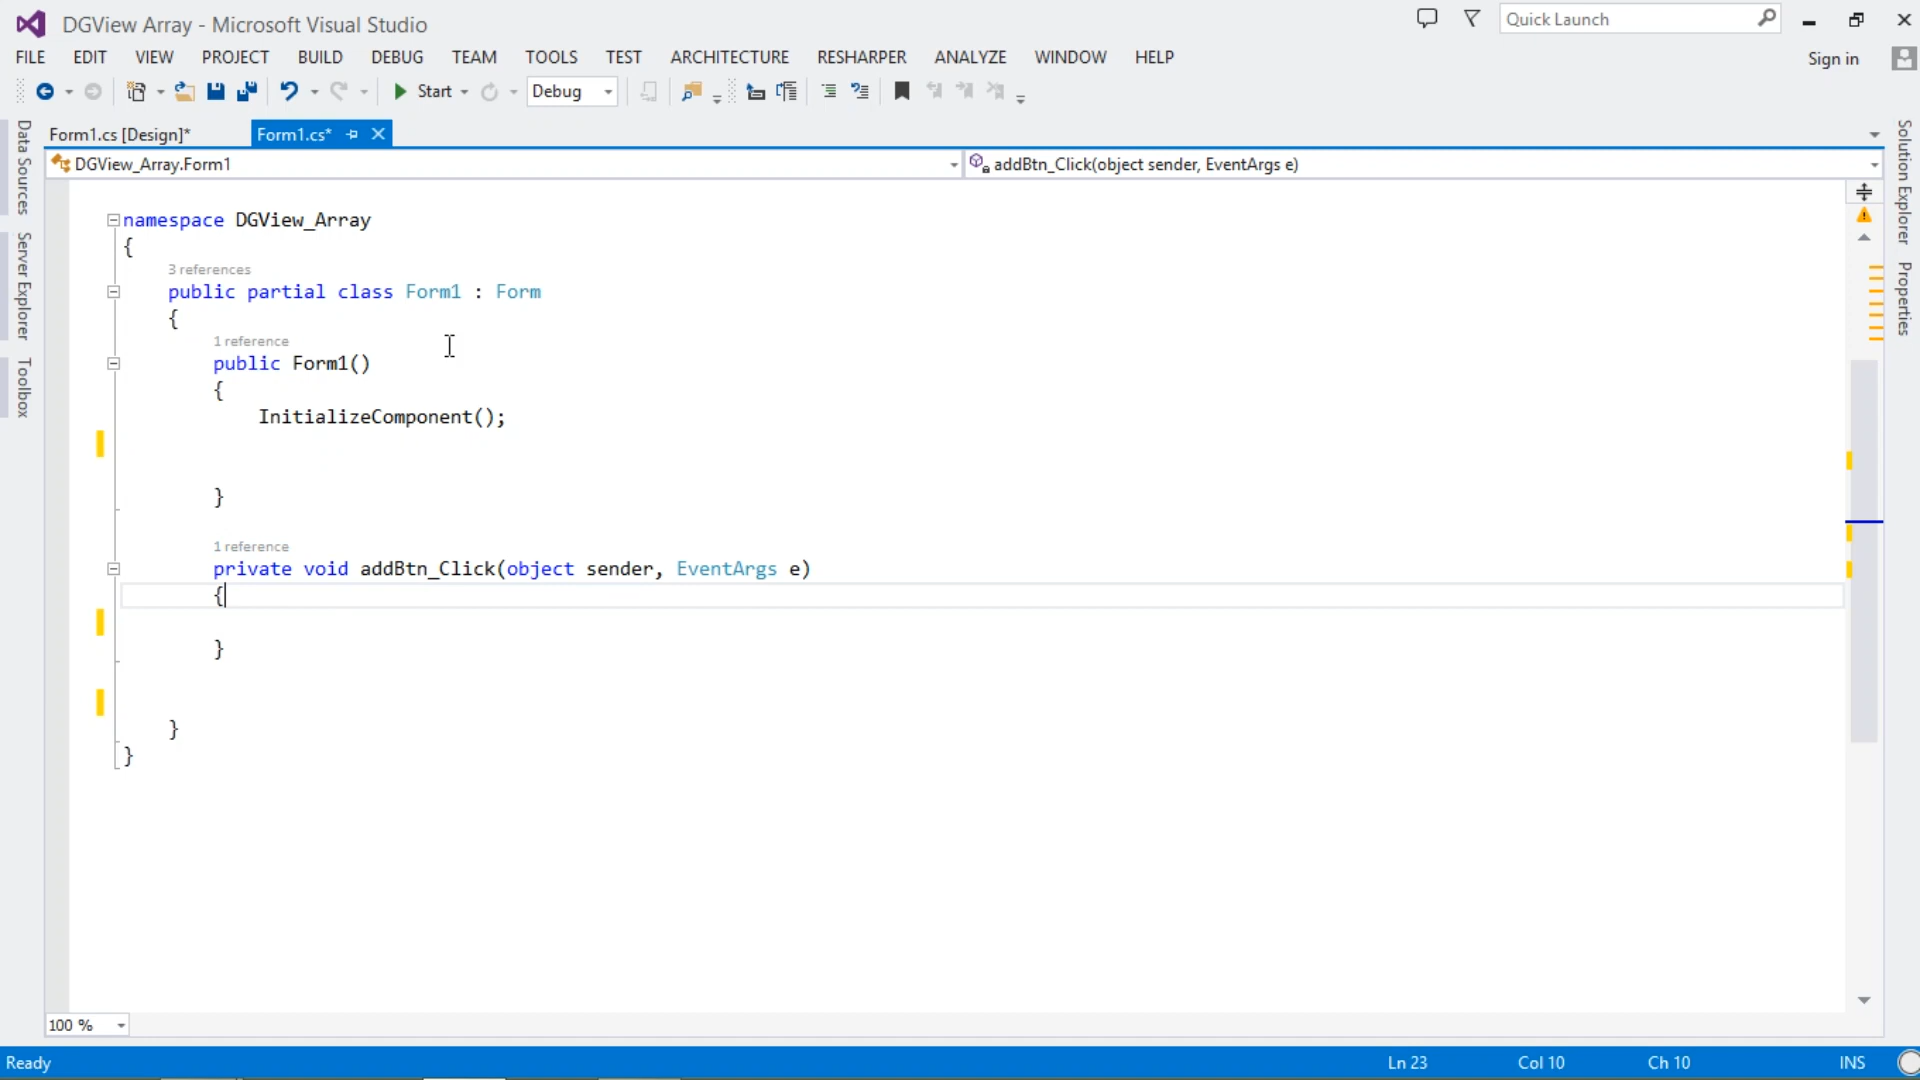 DGView Array - Microsoft Visual Studio
Quick Launch
FILE EDIT VIEW PROJECT BUILD DEBUG TEAM TOOLS TEST ARCHITECTURE RESHARPER ANALYZE WINDOW HELP
Sign in
Start Debug
Form1.cs [Design]* Form1.cs*
DGView_Array.Form1 addBtn_Click(object sender, EventArgs e)
Data Sources
Server Explorer
Toolbox
namespace DGView_Array
{
3 references
public partial class Form1 : Form
{
1 reference
public Form1()
{
InitializeComponent();
}
1 reference
private void addBtn_Click(object sender, EventArgs e)
{
}
}
}
Solution Explorer
Properties
100 %
Ready Ln 23 Col 10 Ch 10 INS